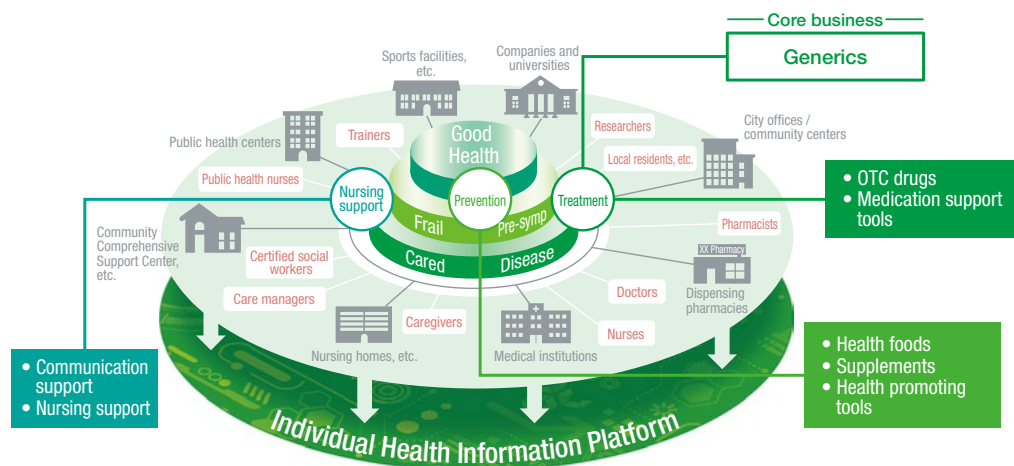 Core business
Generics
Sports facilities,
etc.
Companies and
universities
City offices /
community centers
Public health centers
Trainers
Good
Health
Researchers
Local residents, etc.
Public health nurses
Nursing
support
Prevention
Treatment
• OTC drugs
• Medication support
tools
Frail
Pre-symp
Pharmacists
Community
Comprehensive
Support Center,
etc.
Cared
Disease
XX Pharmacy
Certified social
workers
Care managers
Caregivers
Doctors
Nurses
Dispensing
pharmacies
Nursing homes, etc.
Medical institutions
• Communication
support
• Nursing support
• Health foods
• Supplements
• Health promoting
tools
Individual Health Information Platform